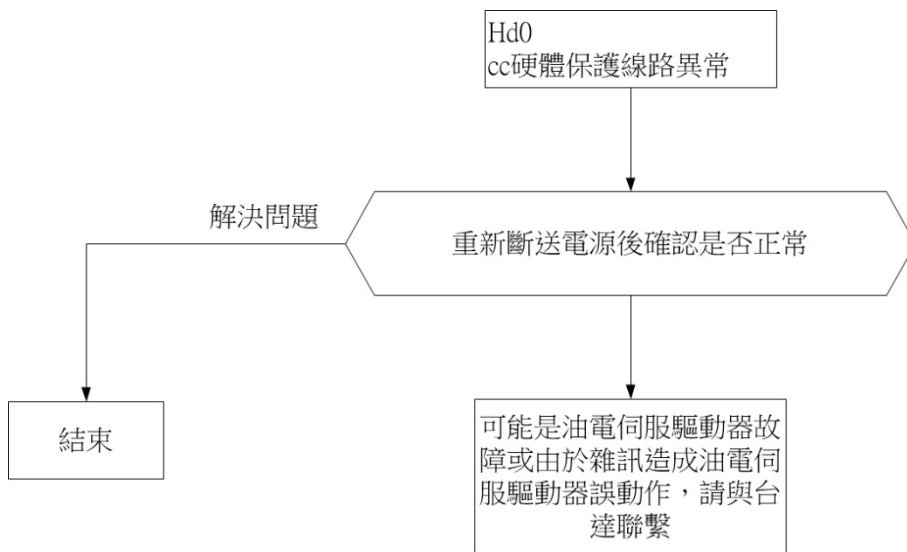 Hd0
cc硬體保護線路異常
解決問題
重新斷送電源後確認是否正常
結束
可能是油電伺服驅動器故
障或由於雜訊造成油電伺
服驅動器誤動作，請與台
達聯繫